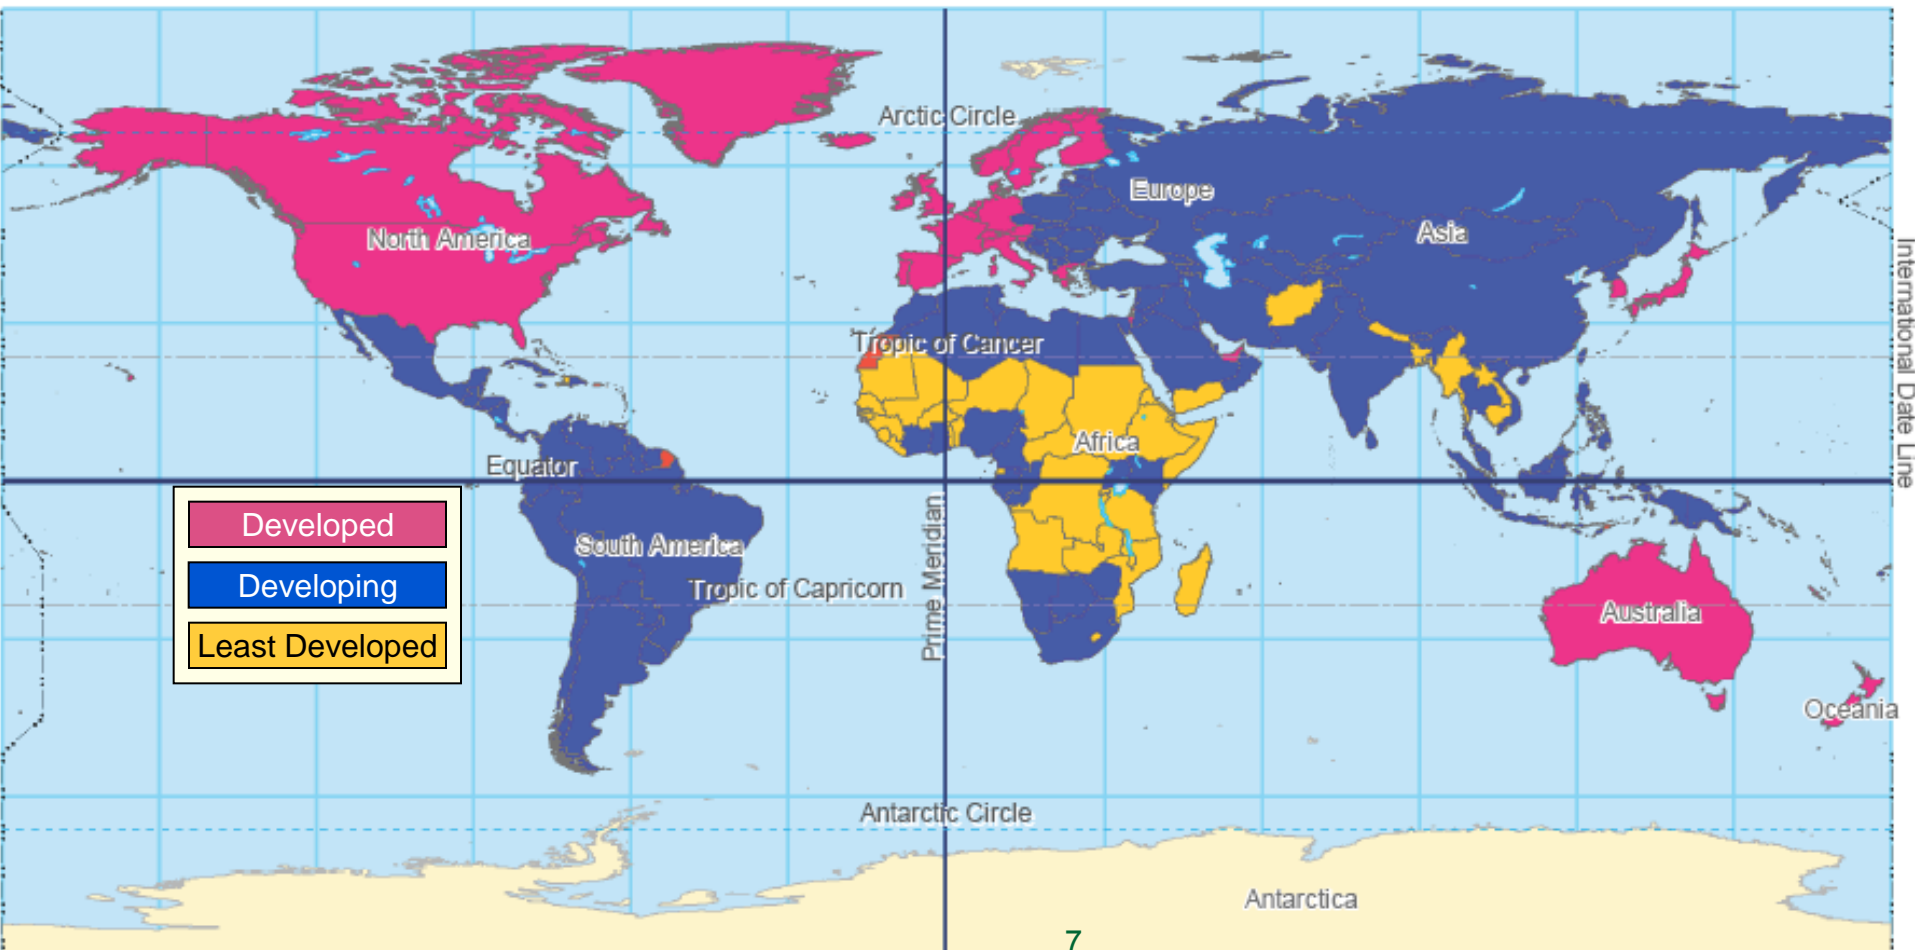 Arctic Circle
Europe
North America
Asia
International Date Line
Tropic of Cancer
Africa
Equator
Prime Meridian
Developed
Developing
Least Developed
South America
Tropic of Capricorn
Australia
Oceania
Antarctic Circle
Antarctica
7